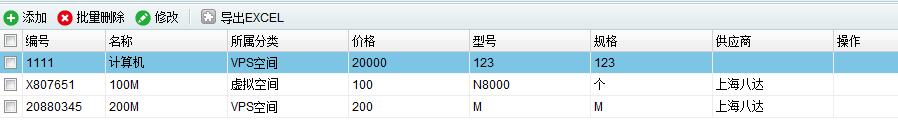 添加 批量删除 修改 导出EXCEL
编号 名称 所属分类 价格 型号 规格 供应商 操作
1111 计算机 VPS空间 20000 123 123
X807651 100M 虚拟空间 100 N8000 个 上海八达
20880345 200M VPS空间 200 M M 上海八达